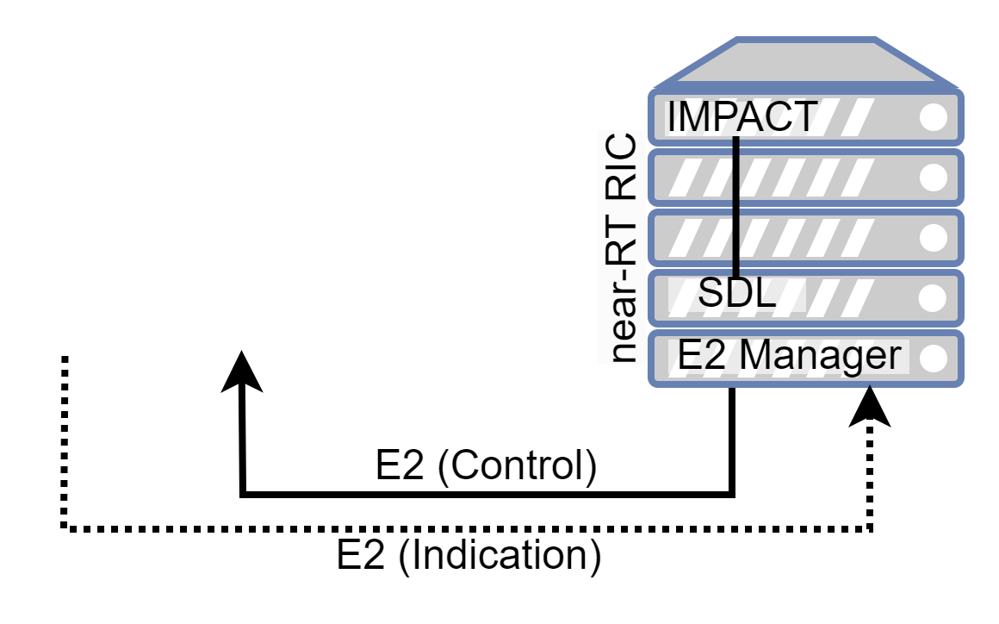 IMPACT
near-RT RIC
SDL
E2 Manager
E2 (Control)
E2 (Indication)